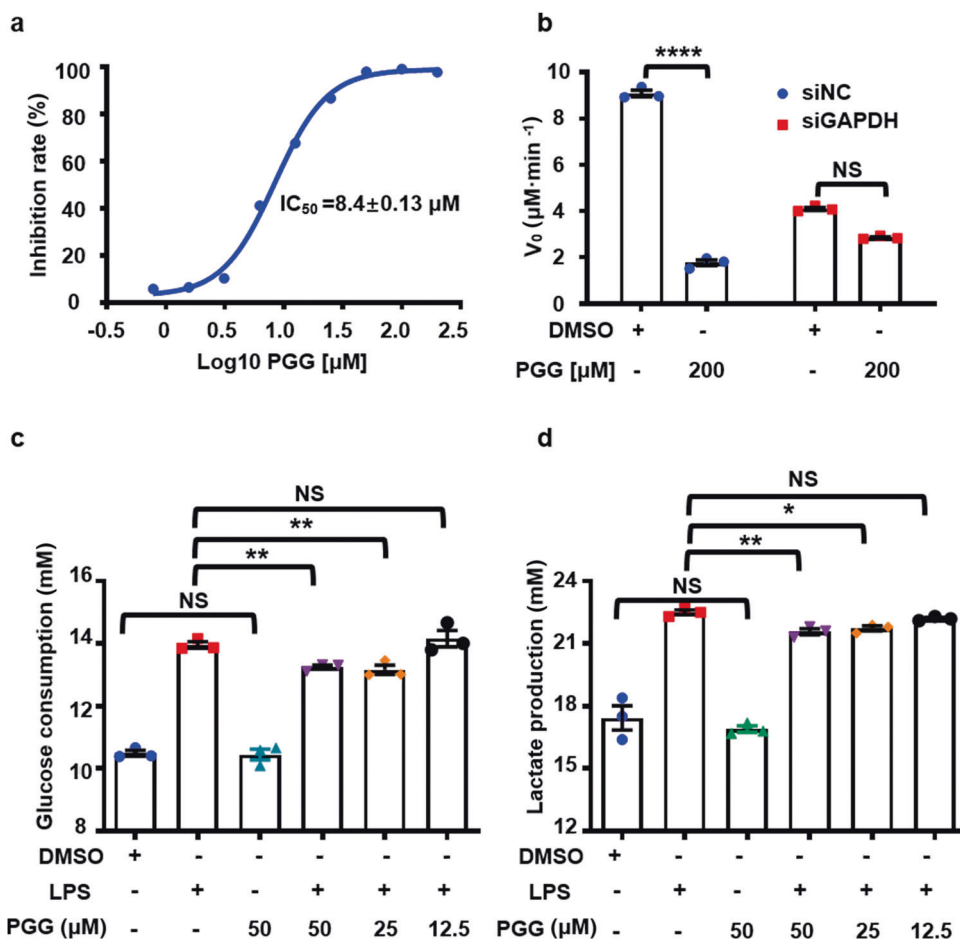 a
100
80
60
40
20
0
Inhibition rate (%)
IC50 =8.4±0.13 µM
-0.5 0 0.5 1.0 1.5 2.0 2.5
Log10 PGG [µM]
b
10
8
6
4
2
0
V0 (µM·min -1)
****
NS
siNC
siGAPDH
DMSO + - + -
PGG [µM] - 200 - 200
c
NS
**
**
NS
16
14
12
10
8
Glucose consumption (mM)
DMSO + - - - - -
LPS - + - + + +
PGG (µM) - - 50 50 25 12.5
d
NS
*
**
NS
24
21
18
15
12
Lactate production (mM)
DMSO + - - - - -
LPS - + - + + +
PGG (µM) - - 50 50 25 12.5